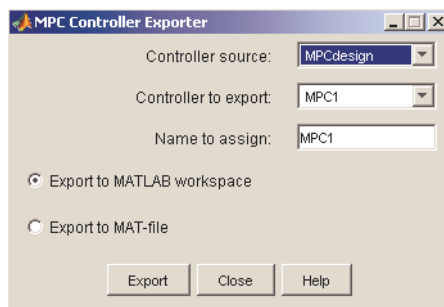 MPC Controller Exporter
Controller source: MPCdesign
Controller to export: MPC1
Name to assign: MPC1
Export to MATLAB workspace
Export to MAT-file
Export Close Help